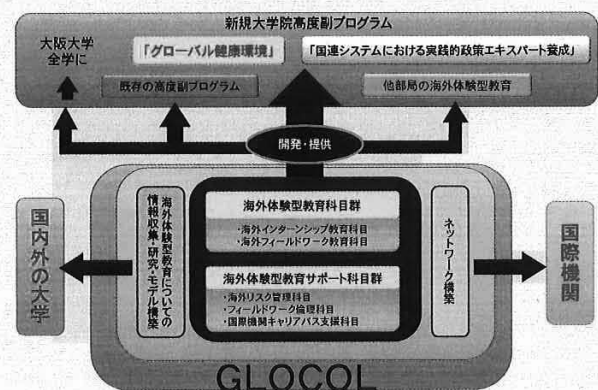 新規大学院高度副プログラム
大阪大学
全学に
「グローバル健康環境」
「国連システムにおける実践的政策エキスパート養成」
既存の高度副プログラム
他部局の海外体験型教育
開発・提供
国内外の大学
海外体験型教育についての
情報収集・研究・モデル構築
海外体験型教育科目群
・海外インターンシップ教育科目
・海外フィールドワーク教育科目
海外体験型教育サポート科目群
・海外リスク管理科目
・フィールドワーク倫理科目
・国際機関キャリアパス支援科目
ネットワーク構築
国際機関
GLOCOL